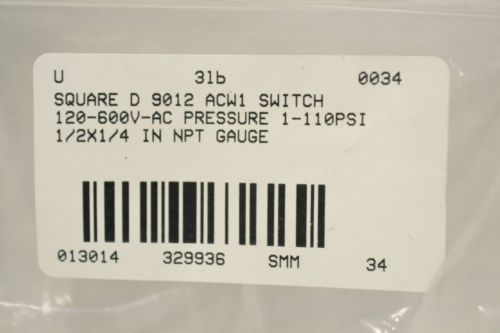 U 31b 0034
SQUARE D 9012 ACW1 SWITCH
120-600V-AC PRESSURE 1-110PSI
1/2X1/4 IN NPT GAUGE
013014 329936 SMM 34